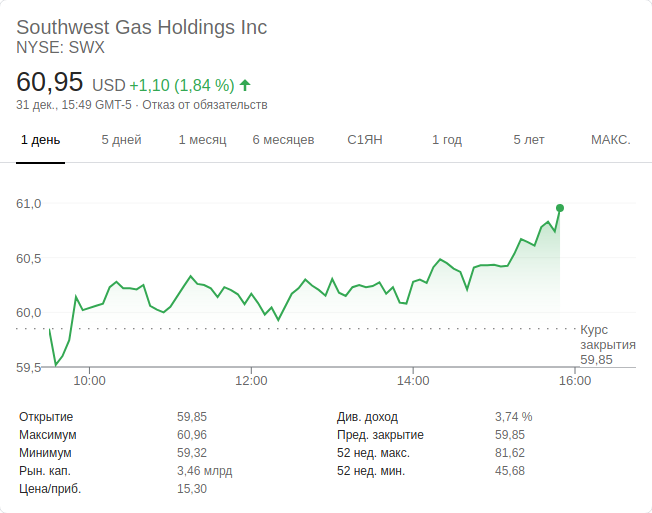 Southwest Gas Holdings Inc
NYSE: SWX
60,95 USD +1,10 (1,84 %)
31 дек., 15:49 GMT-5 · Отказ от обязательств
1 день 5 дней 1 месяц 6 месяцев С1ЯН 1 год 5 лет МАКС.
61,0
60,5
60,0
59,5
Курс
закрытия
59,85
10:00 12:00 14:00 16:00
Открытие 59,85 Див. доход 3,74 %
Максимум 60,96 Пред. закрытие 59,85
Минимум 59,32 52 нед. макс. 81,62
Рын. кап. 3,46 млрд 52 нед. мин. 45,68
Цена/приб. 15,30